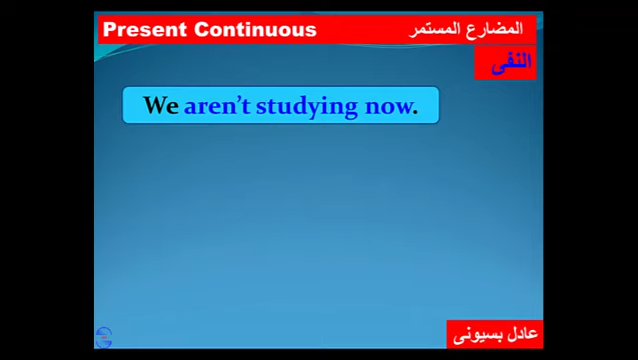 Present Continuous المضارع المستمر
النفى
We aren't studying now.
عادل بسيونى